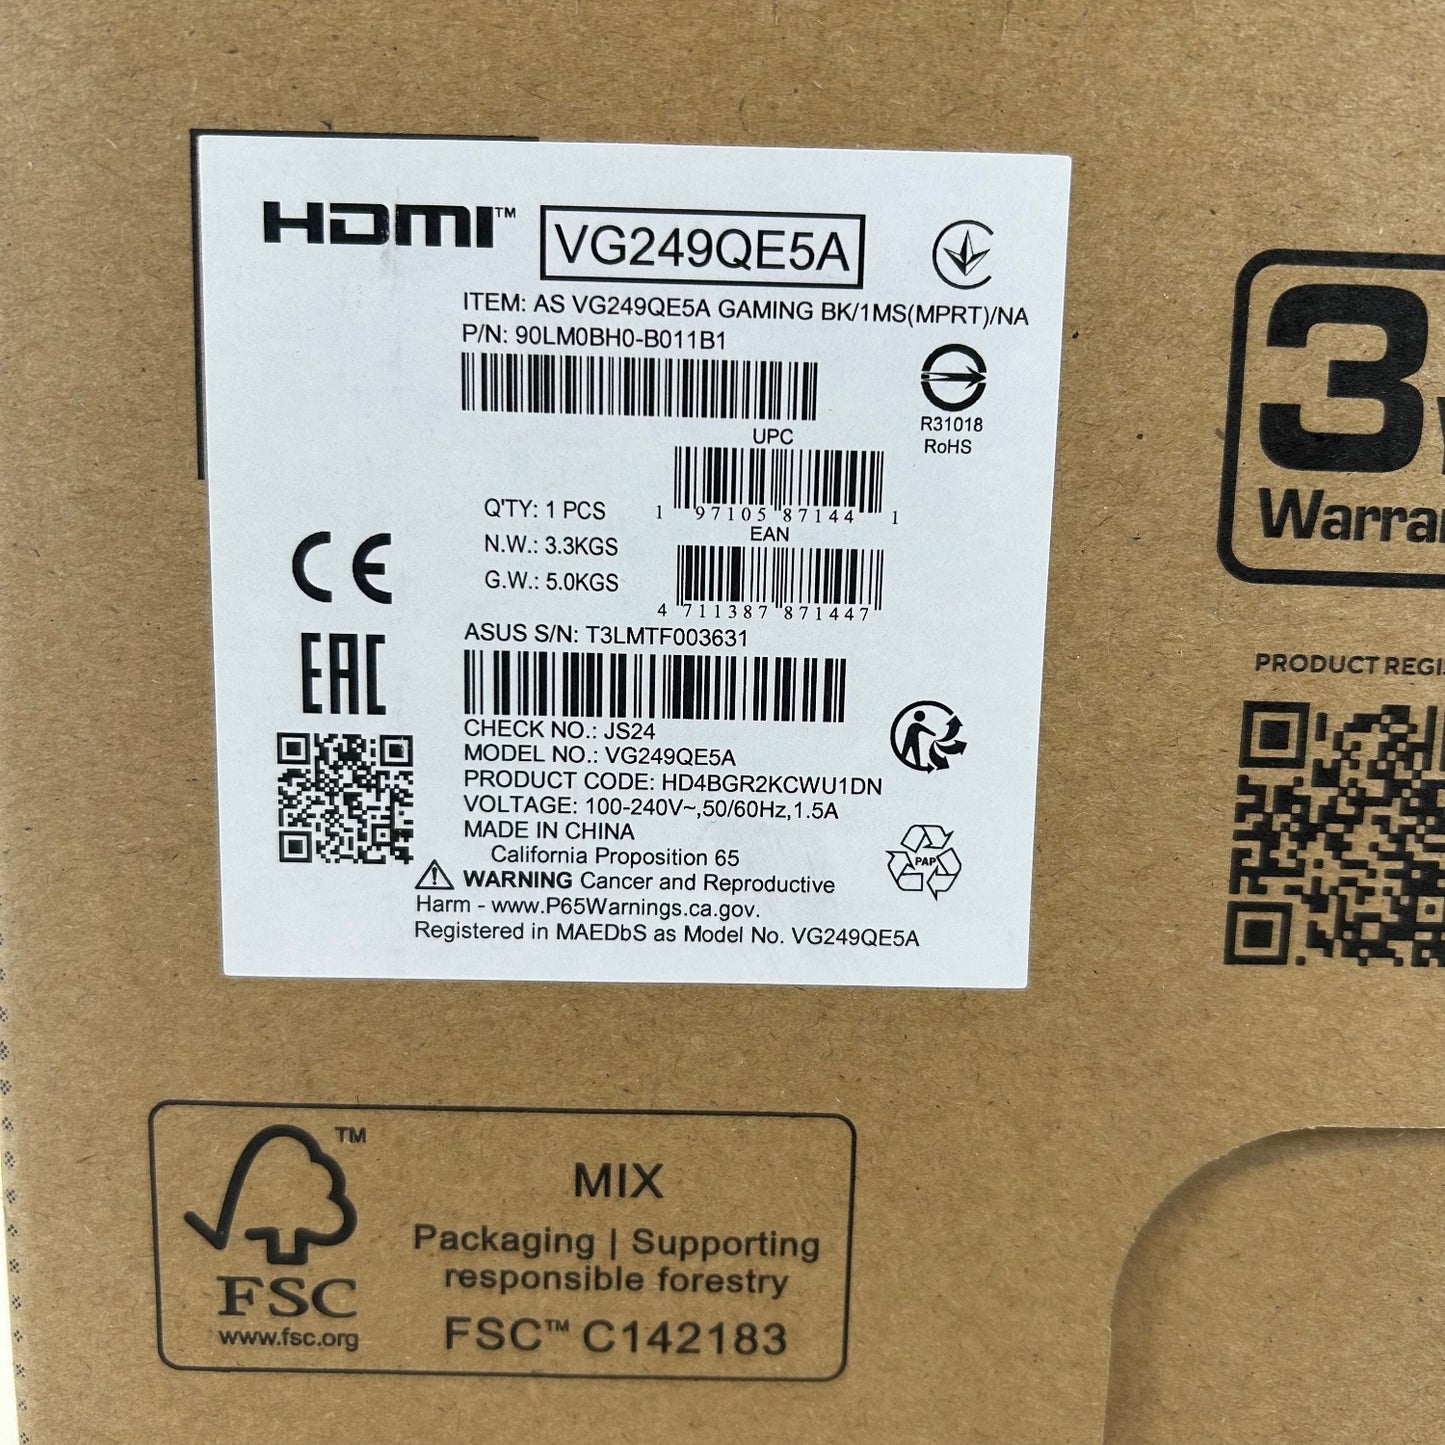 HDMI™
VG249QE5A
ITEM: AS VG249QE5A GAMING BK/1MS(MPRT)/NA
P/N: 90LM0BH0-B011B1
R31018
RoHS
UPC
1 97105 87144 1
Q'TY: 1 PCS
N.W.: 3.3KGS
G.W.: 5.0KGS
EAN
4 711387 871447
CE
EAC
ASUS S/N: T3LMTF003631
CHECK NO.: JS24
MODEL NO.: VG249QE5A
PRODUCT CODE: HD4BGR2KCWU1DN
VOLTAGE: 100-240V~,50/60Hz,1.5A
MADE IN CHINA
California Proposition 65
WARNING Cancer and Reproductive
Harm - www.P65Warnings.ca.gov.
Registered in MAEDbS as Model No. VG249QE5A
PAP
3
Warra
PRODUCT REGI
™
FSC
www.fsc.org
MIX
Packaging | Supporting
responsible forestry
FSC™ C142183